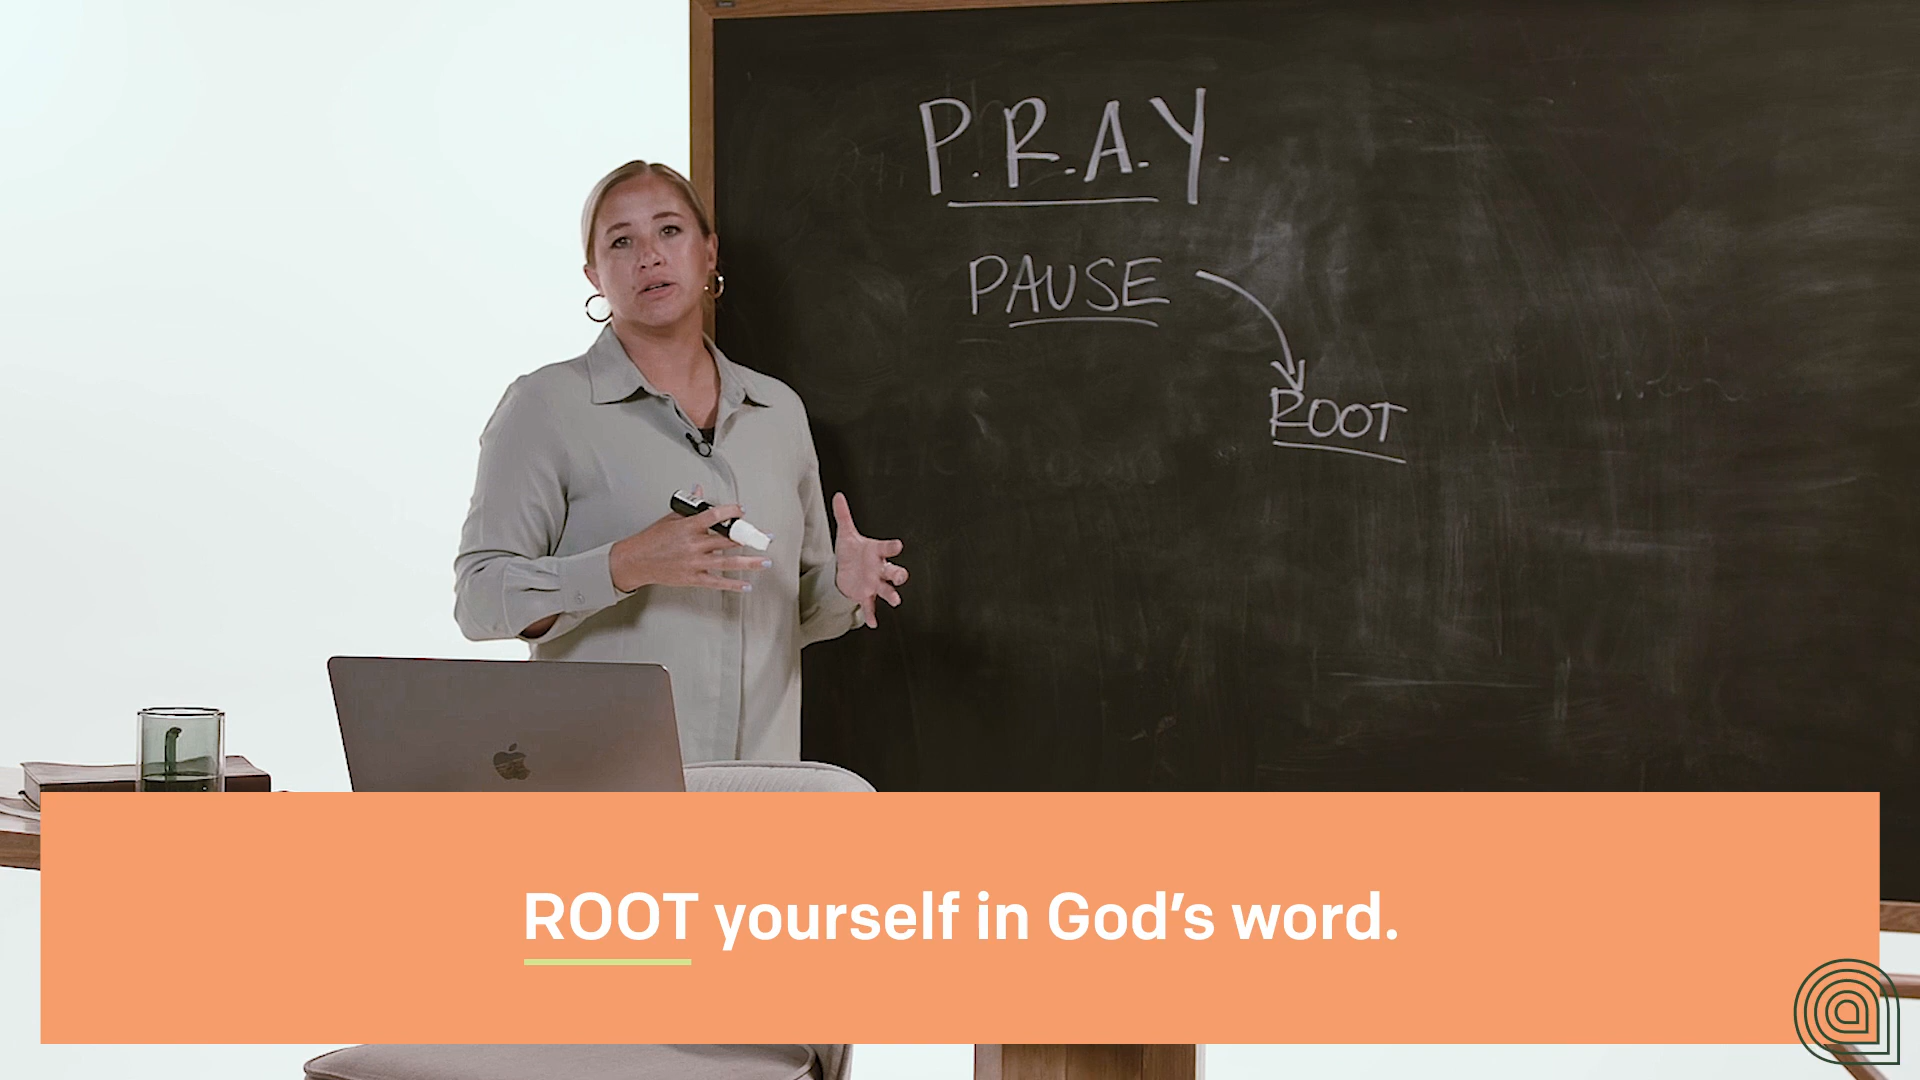 P.R.A.Y.
PAUSE
ROOT
ROOT yourself in God's word.